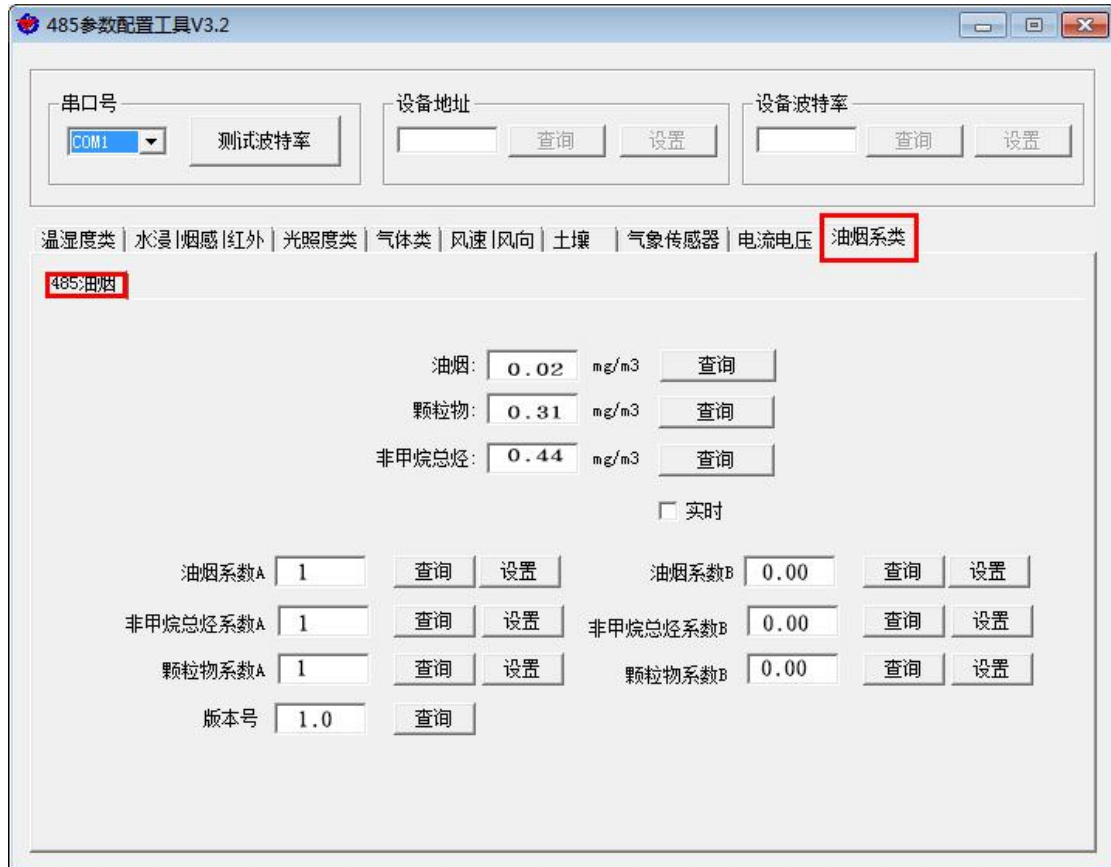 485参数配置工具V3.2
串口号 设备地址 设备波特率
COM1 测试波特率 查询 设置 查询 设置
温湿度类 水浸|烟感|红外 光照度类 气体类 风速|风向 土壤 气象传感器 电流电压 油烟系类
485油烟
油烟: 0.02 mg/m3 查询
颗粒物: 0.31 mg/m3 查询
非甲烷总烃: 0.44 mg/m3 查询
实时
油烟系数A 1 查询 设置 油烟系数B 0.00 查询 设置
非甲烷总烃系数A 1 查询 设置 非甲烷总烃系数B 0.00 查询 设置
颗粒物系数A 1 查询 设置 颗粒物系数B 0.00 查询 设置
版本号 1.0 查询